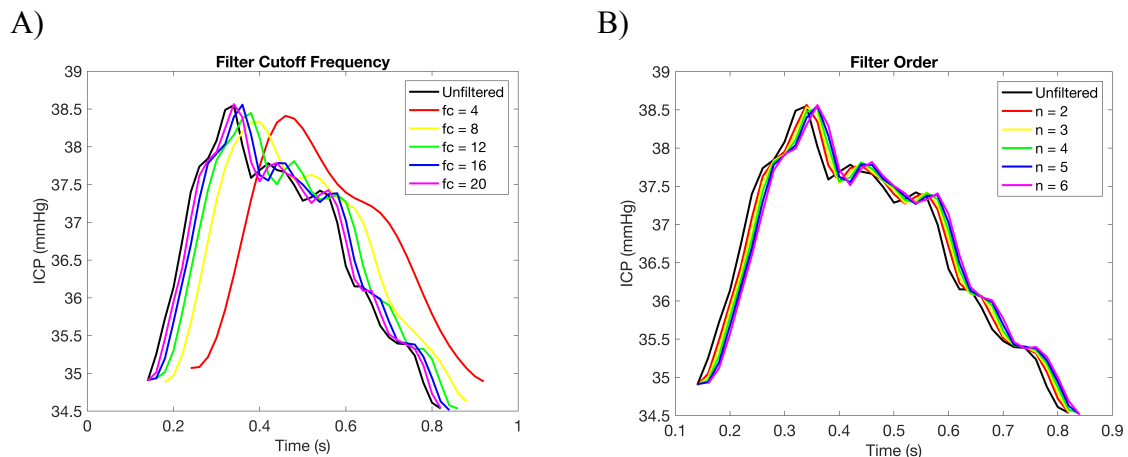 A)
Filter Cutoff Frequency
39
38.5
38
37.5
37
36.5
36
35.5
35
34.5
ICP (mmHg)
0
0.2
0.4
0.6
0.8
1
Time (s)
Unfiltered
fc = 4
fc = 8
fc = 12
fc = 16
fc = 20
B)
Filter Order
39
38.5
38
37.5
37
36.5
36
35.5
35
34.5
ICP (mmHg)
0.1
0.2
0.3
0.4
0.5
0.6
0.7
0.8
0.9
Time (s)
Unfiltered
n = 2
n = 3
n = 4
n = 5
n = 6